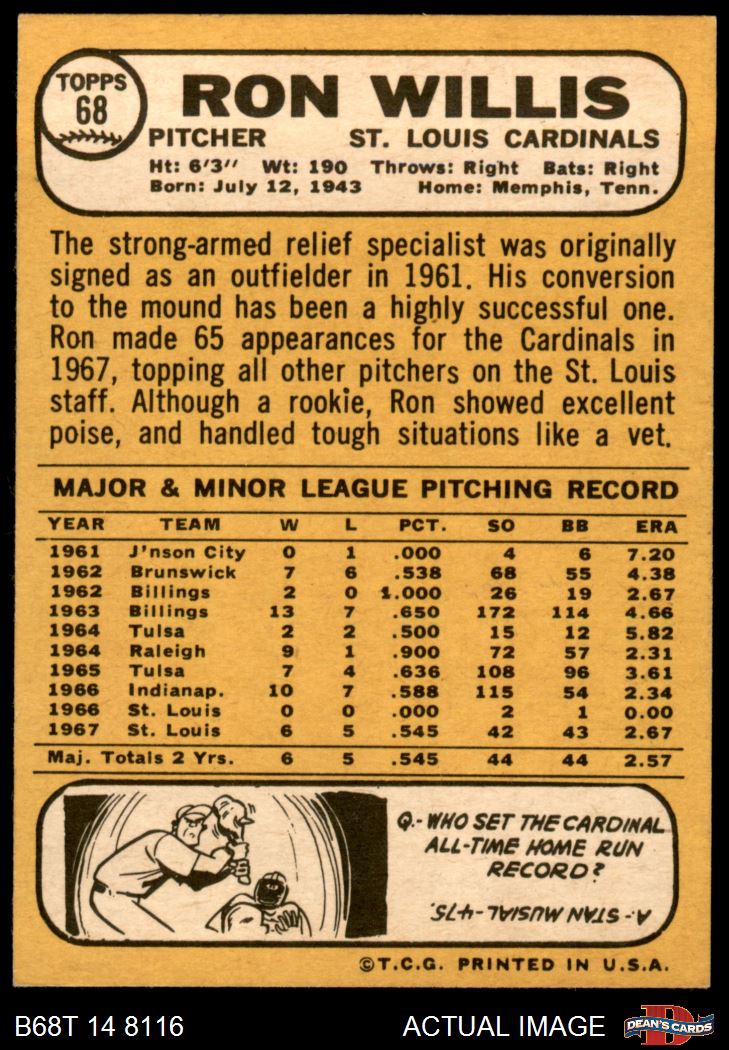 TOPPS
68
RON WILLIS
PITCHER ST. LOUIS CARDINALS
Ht: 6'3" Wt: 190 Throws: Right Bats: Right
Born: July 12, 1943 Home: Memphis, Tenn.
The strong-armed relief specialist was originally
signed as an outfielder in 1961. His conversion
to the mound has been a highly successful one.
Ron made 65 appearances for the Cardinals in
1967, topping all other pitchers on the St. Louis
staff. Although a rookie, Ron showed excellent
poise, and handled tough situations like a vet.
MAJOR & MINOR LEAGUE PITCHING RECORD
YEAR TEAM W L PCT. SO BB ERA
1961 J'nson City 0 1 .000 4 6 7.20
1962 Brunswick 7 6 .538 68 55 4.38
1962 Billings 2 0 1.000 26 19 2.67
1963 Billings 13 7 .650 172 114 4.66
1964 Tulsa 2 2 .500 15 12 5.82
1964 Raleigh 9 1 .900 72 57 2.31
1965 Tulsa 7 4 .636 108 96 3.61
1966 Indianap. 10 7 .588 115 54 2.34
1966 St. Louis 0 0 .000 2 1 0.00
1967 St. Louis 6 5 .545 42 43 2.67
Maj. Totals 2 Yrs. 6 5 .545 44 44 2.57
Q.- WHO SET THE CARDINAL
ALL-TIME HOME RUN
RECORD?
A- STAN MUSIAL - 475.
©T.C.G. PRINTED IN U.S.A.
B68T 14 8116 ACTUAL IMAGE
D
DEAN'S CARDS